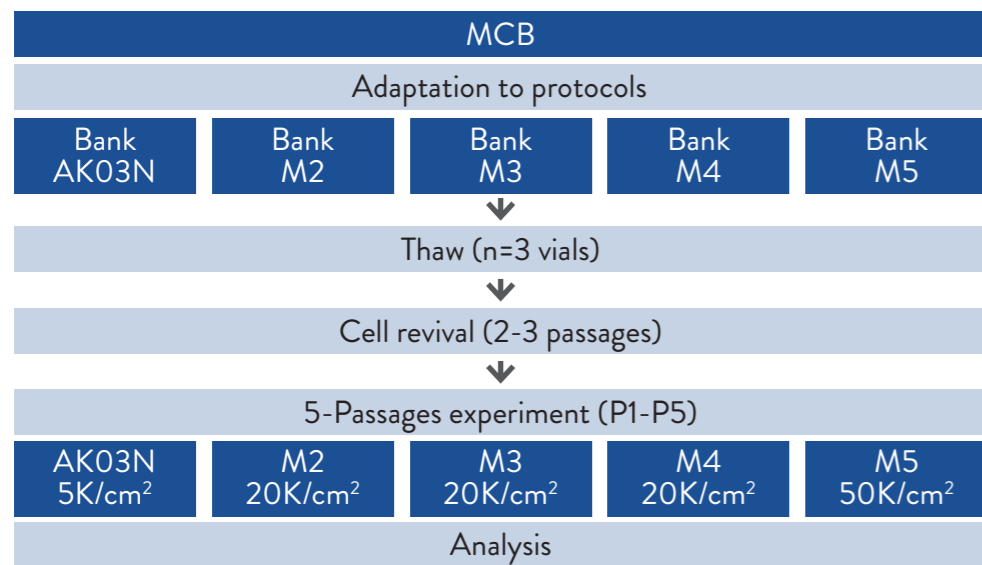 MCB
Adaptation to protocols
Bank
AK03N
Bank
M2
Bank
M3
Bank
M4
Bank
M5
Thaw (n=3 vials)
Cell revival (2-3 passages)
5-Passages experiment (P1-P5)
AK03N
5K/cm²
M2
20K/cm²
M3
20K/cm²
M4
20K/cm²
M5
50K/cm²
Analysis